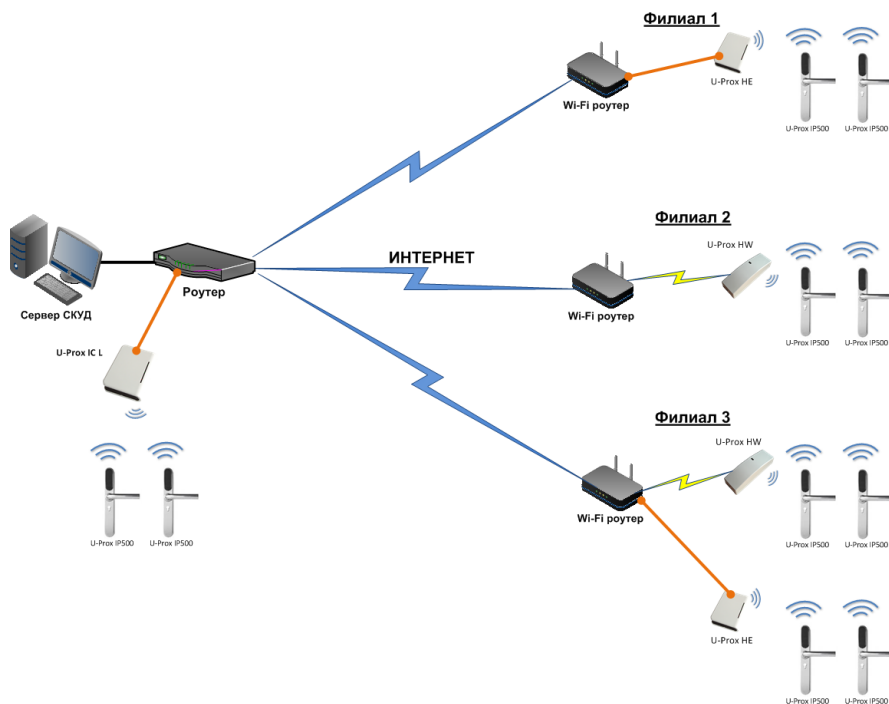 Филиал 1
U-Prox HE
Wi-Fi роутер
U-Prox IP500
U-Prox IP500
Филиал 2
U-Prox HW
ИНТЕРНЕТ
Роутер
Wi-Fi роутер
Сервер СКУД
U-Prox IP500
U-Prox IP500
U-Prox IC L
Филиал 3
U-Prox HW
Wi-Fi роутер
U-Prox IP500
U-Prox IP500
U-Prox IP500
U-Prox IP500
U-Prox HE
U-Prox IP500
U-Prox IP500